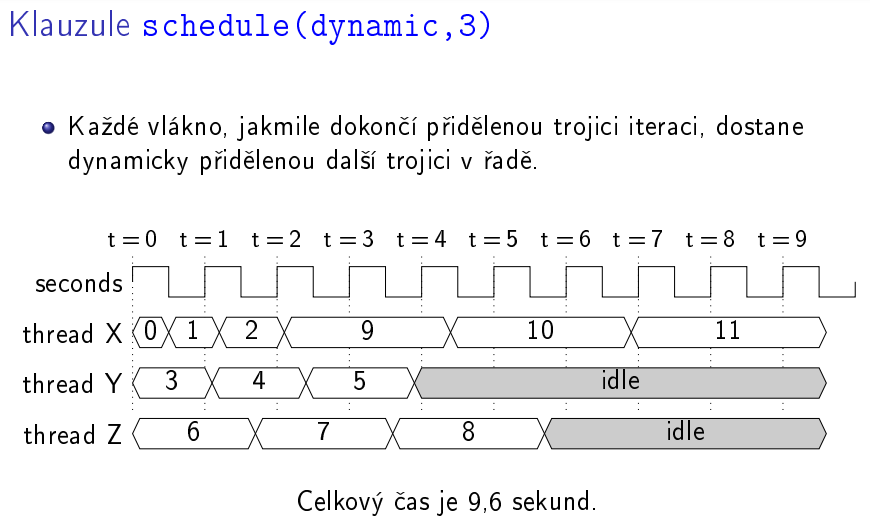 Klauzule schedule(dynamic,3)
Každé vlákno, jakmile dokončí přidělenou trojici iteraci, dostane
dynamicky přidělenou další trojici v řadě.
t = 0 t = 1 t = 2 t = 3 t = 4 t = 5 t = 6 t = 7 t = 8 t = 9
seconds
thread X 0 1 2 9 10 11
thread Y 3 4 5 idle
thread Z 6 7 8 idle
Celkový čas je 9,6 sekund.